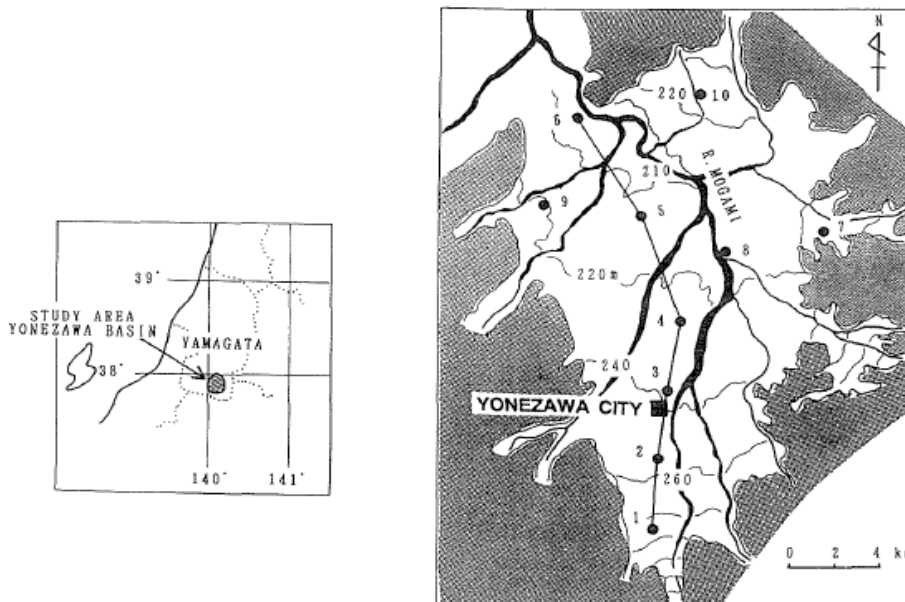 39°
STUDY AREA
YONEZAWA BASIN
YAMAGATA
38°
140°
141°
N
220
10
6
R. MOGAMI
210
9
5
7
8
220m
4
240
3
YONEZAWA CITY
2
260
1
0 2 4 k